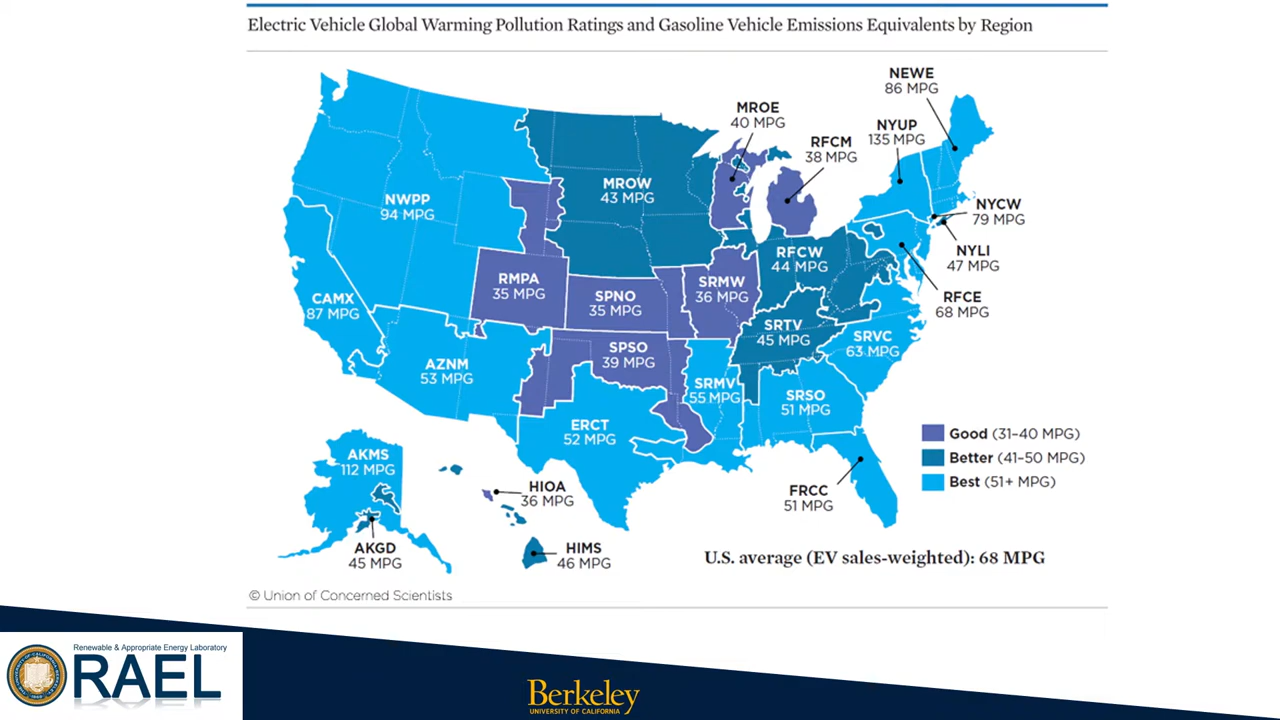 Electric Vehicle Global Warming Pollution Ratings and Gasoline Vehicle Emissions Equivalents by Region
NEWE
86 MPG
MROE
40 MPG
NYUP
135 MPG
RFCM
38 MPG
MROW
43 MPG
NWPP
94 MPG
NYCW
79 MPG
NYLI
47 MPG
RFCW
44 MPG
RMPA
35 MPG
SRMW
36 MPG
SPNO
35 MPG
CAMX
87 MPG
RFCE
68 MPG
SRTV
45 MPG
SRVC
63 MPG
SPSO
39 MPG
AZNM
53 MPG
SRMV
55 MPG
SRSO
51 MPG
ERCT
52 MPG
Good (31–40 MPG)
Better (41–50 MPG)
Best (51+ MPG)
AKMS
112 MPG
HIOA
36 MPG
FRCC
51 MPG
AKGD
45 MPG
HIMS
46 MPG
U.S. average (EV sales-weighted): 68 MPG
© Union of Concerned Scientists
Renewable & Appropriate Energy Laboratory
RAEL
Berkeley
UNIVERSITY OF CALIFORNIA